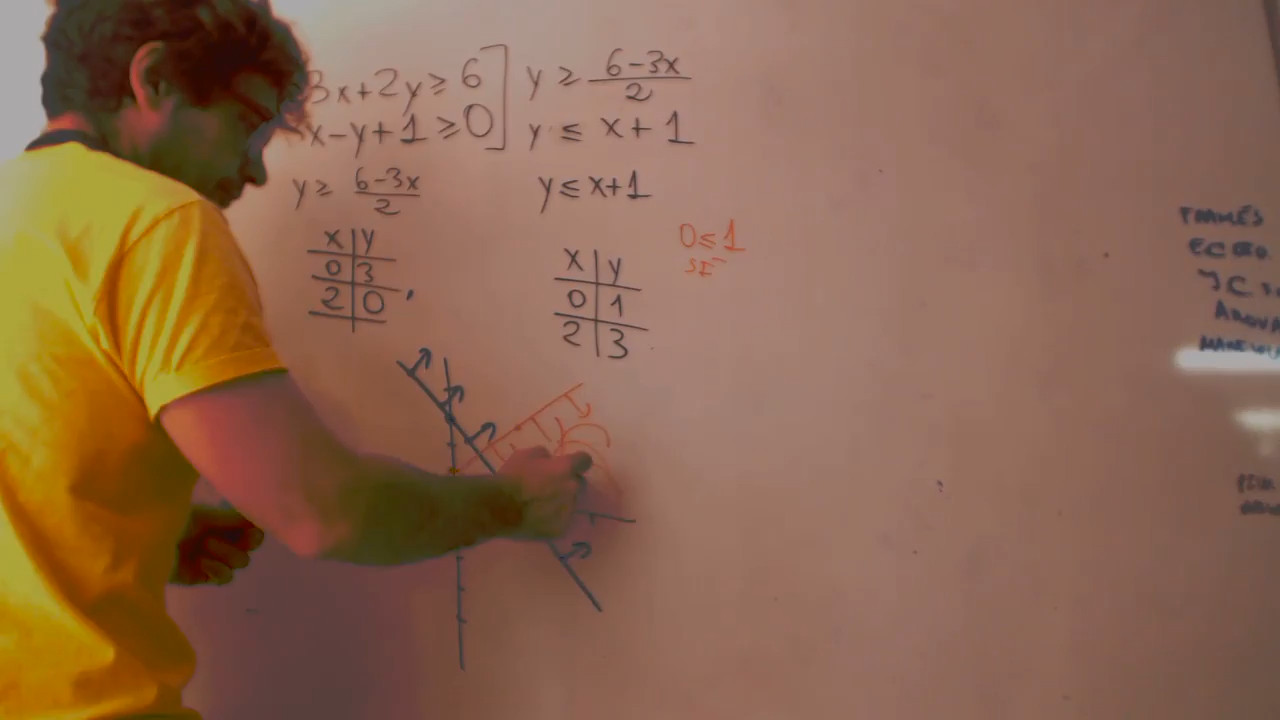 3x+2y≥6 y ≥ 6-3x/2
x-y+1≥0 y ≤ x+1
y≥ 6-3x/2 y≤x+1
0≤1
SI
x y
0 3
2 0
x y
0 1
2 3